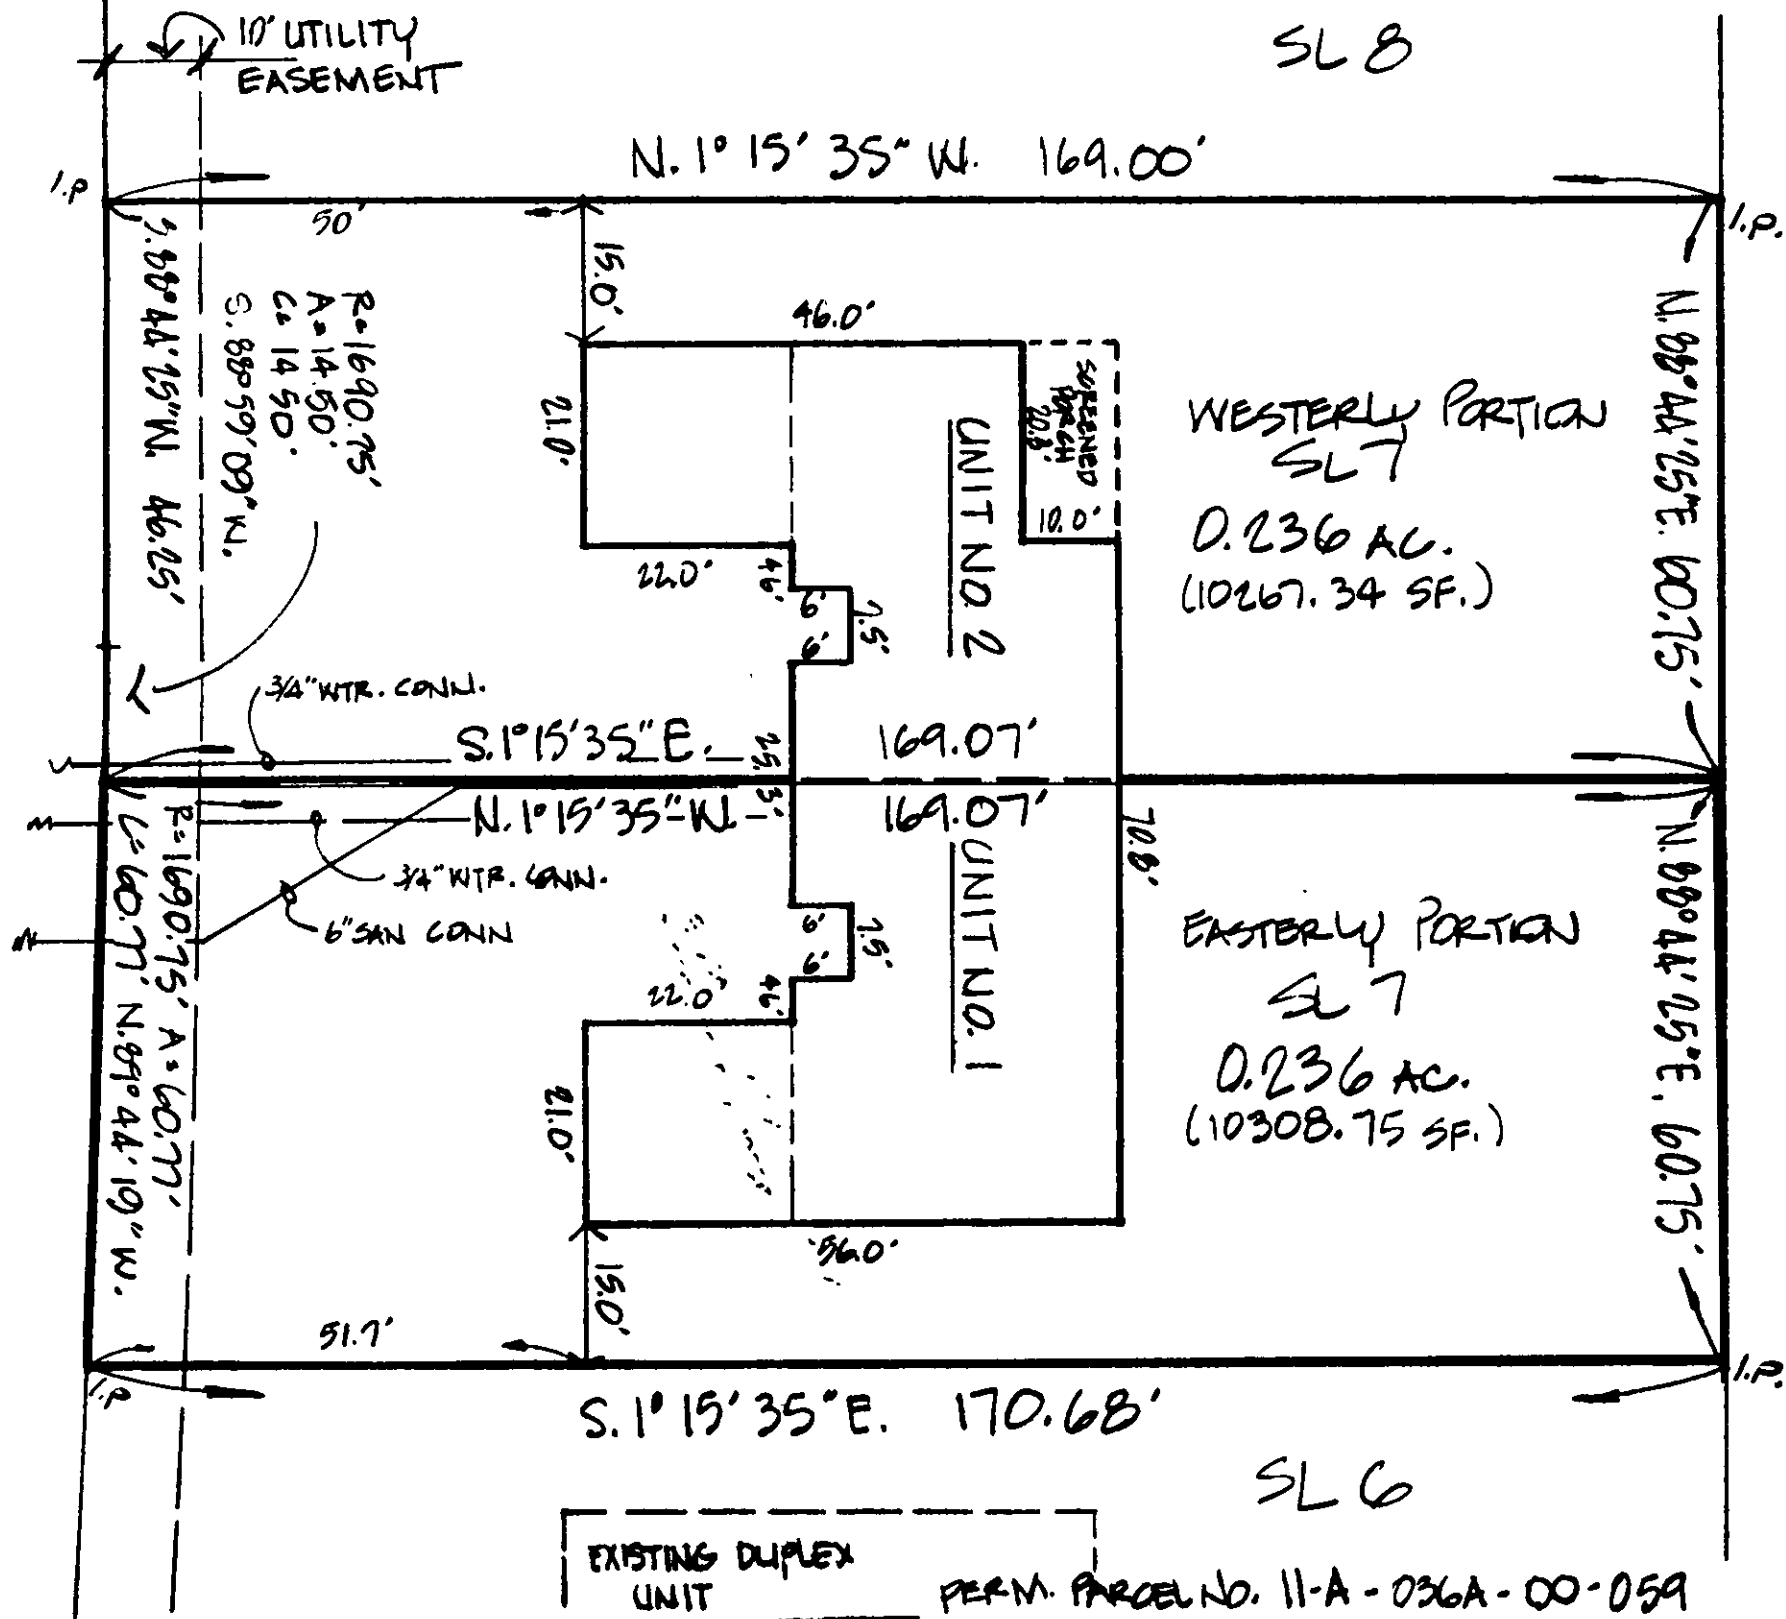 10' UTILITY
EASEMENT
SL 8
N. 1° 15' 35" W. 169.00'
I.P.
I.P.
50'
15.0'
S. 88° 44' 25" W. 46.25'
R=1690.75'
A=14.50'
C=14.50'
S. 88° 59' 09" W.
46.0'
21.0'
SCREENED
PORCH
20.8'
10.0'
UNIT NO. 2
WESTERLY PORTION
SL 7
0.236 AC.
(10267.34 SF.)
N. 88° 44' 25" E. 60.75'
22.0'
4.6'
6'
7.5'
6'
3/4" WTR. CONN.
S. 1° 15' 35" E. 169.07'
25.3'
N. 1° 15' 35" W. 169.07'
3/4" WTR. CONN.
6" SAN CONN
R=1690.75' A=60.77'
C=60.77' N. 89° 44' 19" W.
70.8'
UNIT NO. 1
6'
7.5'
6'
4.6'
22.0'
21.0'
EASTERLY PORTION
SL 7
0.236 AC.
(10308.75 SF.)
N. 88° 44' 25" E. 60.75'
56.0'
15.0'
51.7'
I.P.
I.P.
S. 1° 15' 35" E. 170.68'
SL 6
EXISTING DUPLEX
UNIT
PERM. PARCEL NO. 11-A-036A-00-059